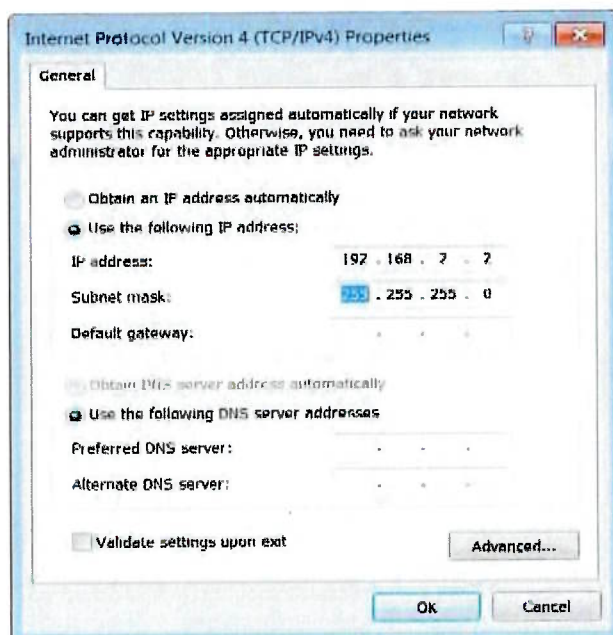 Internet Protocol Version 4 (TCP/IPv4) Properties
General
You can get IP settings assigned automatically if your network
supports this capability. Otherwise, you need to ask your network
administrator for the appropriate IP settings.
Obtain an IP address automatically
Use the following IP address:
IP address: 192 . 168 . 2 . 2
Subnet mask: 255 . 255 . 255 . 0
Default gateway: . . .
Obtain DNS server address automatically
Use the following DNS server addresses
Preferred DNS server: . . .
Alternate DNS server: . . .
Validate settings upon exit
Advanced...
OK Cancel